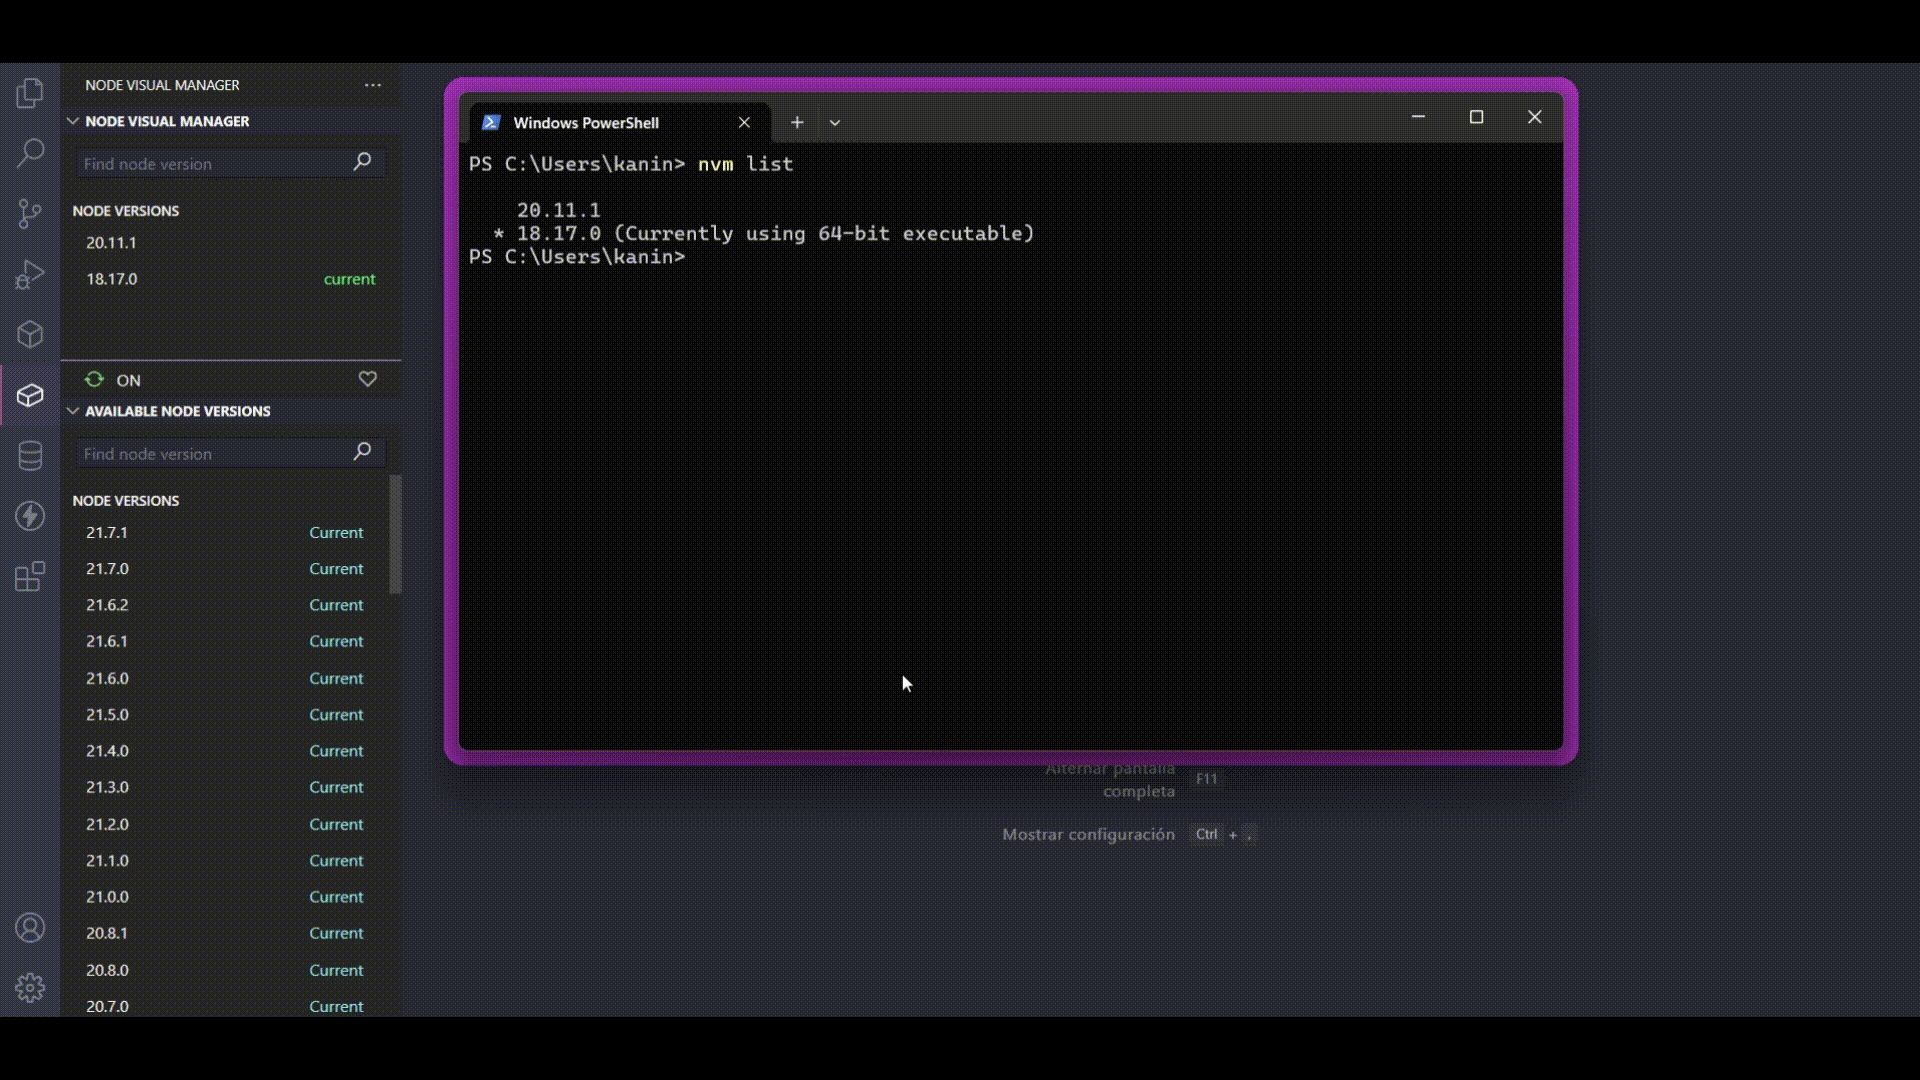 NODE VISUAL MANAGER
NODE VISUAL MANAGER
Find node version
NODE VERSIONS
20.11.1
18.17.0 current
ON
AVAILABLE NODE VERSIONS
Find node version
NODE VERSIONS
21.7.1 Current
21.7.0 Current
21.6.2 Current
21.6.1 Current
21.6.0 Current
21.5.0 Current
21.4.0 Current
21.3.0 Current
21.2.0 Current
21.1.0 Current
21.0.0 Current
20.8.1 Current
20.8.0 Current
20.7.0 Current
Windows PowerShell
PS C:\Users\kanin> nvm list
20.11.1
* 18.17.0 (Currently using 64-bit executable)
PS C:\Users\kanin>
Alternar pantalla
completa F11
Mostrar configuración Ctrl + .